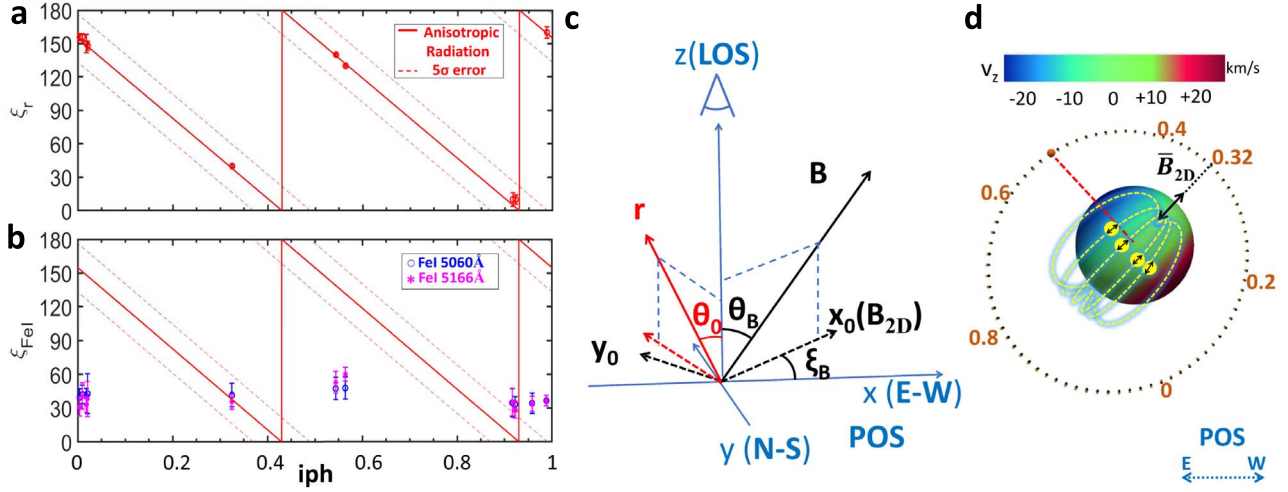 a
180
150
120
90
60
30
0
ξr
Anisotropic
Radiation
5σ error
b
180
150
120
90
60
30
0
ξFeI
FeI 5060Å
FeI 5166Å
0 0.2 0.4 0.6 0.8 1
iph
c
z(LOS)
B
r
θ0
θB
x0(B2D)
y0
ξB
x (E-W)
y (N-S)
POS
d
Vz
km/s
-20 -10 0 +10 +20
0.4
0.32
B̅2D
0.6
0.2
0.8
0
POS
E W